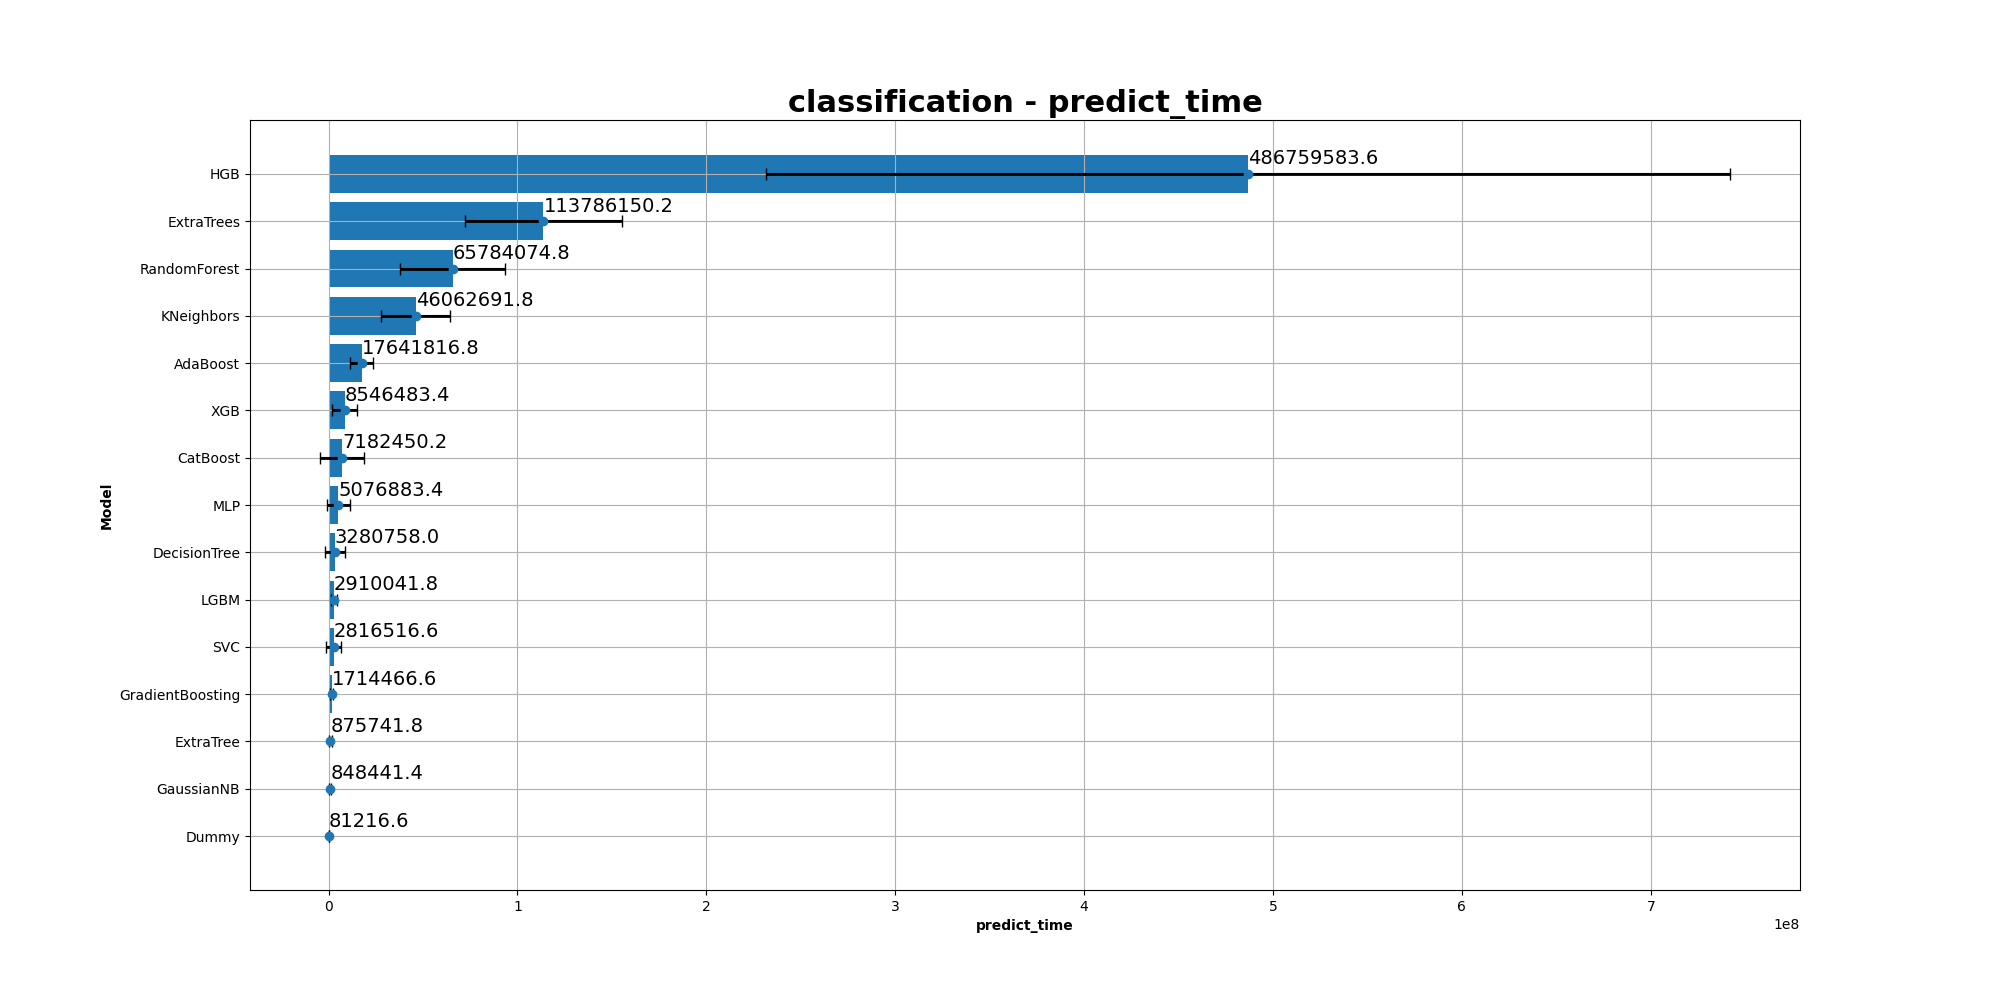 classification - predict_time
HGB
486759583.6
ExtraTrees
113786150.2
RandomForest
65784074.8
KNeighbors
46062691.8
AdaBoost
17641816.8
XGB
8546483.4
CatBoost
7182450.2
MLP
5076883.4
DecisionTree
3280758.0
LGBM
2910041.8
SVC
2816516.6
GradientBoosting
1714466.6
ExtraTree
875741.8
GaussianNB
848441.4
Dummy
81216.6
Model
0 1 2 3 4 5 6 7
predict_time
1e8